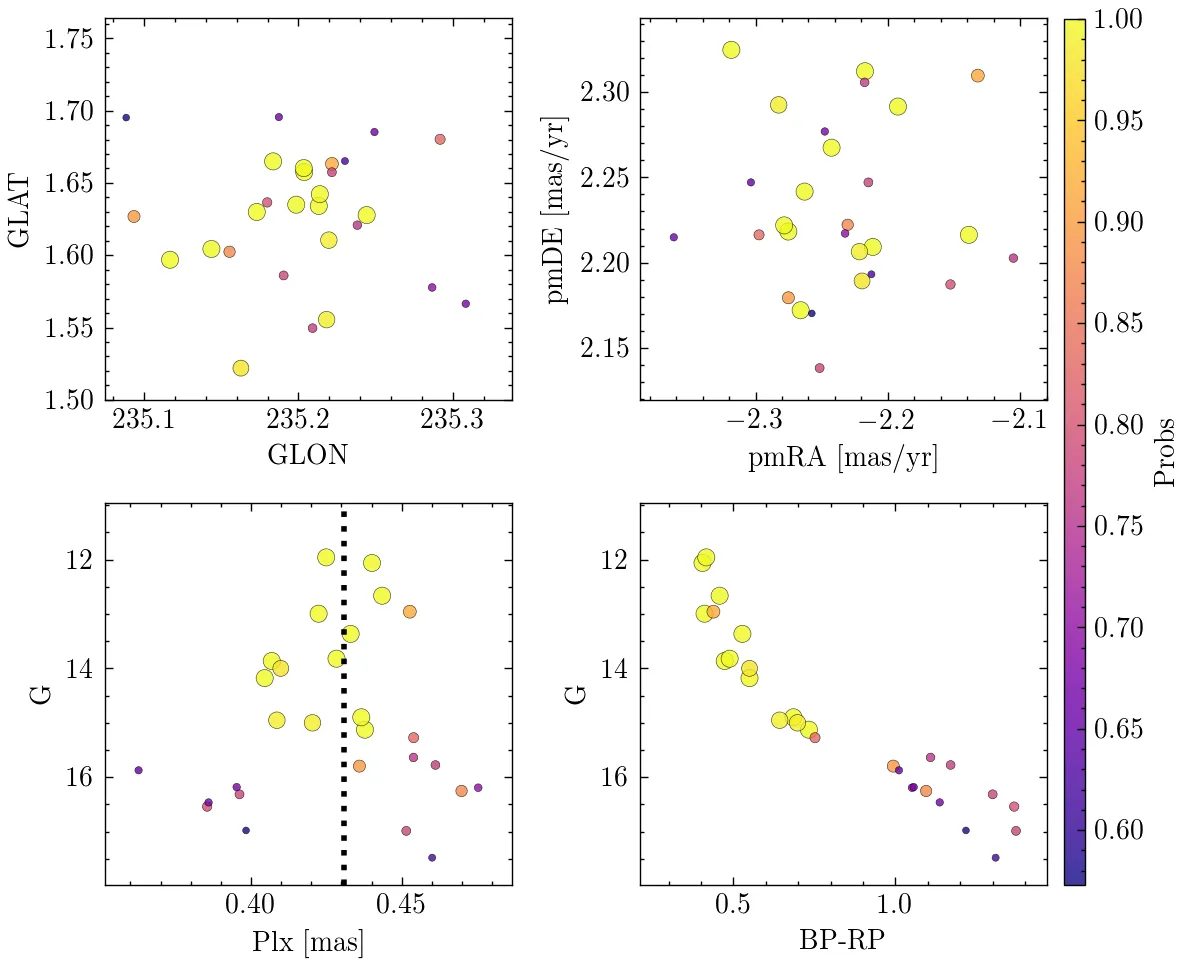 1.75
1.70
1.65
1.60
1.55
1.50
GLAT
235.1 235.2 235.3
GLON
2.30
2.25
2.20
2.15
pmDE [mas/yr]
−2.3 −2.2 −2.1
pmRA [mas/yr]
1.00
0.95
0.90
0.85
0.80
0.75
0.70
0.65
0.60
Probs
12
14
16
G
0.40 0.45
Plx [mas]
12
14
16
G
0.5 1.0
BP-RP